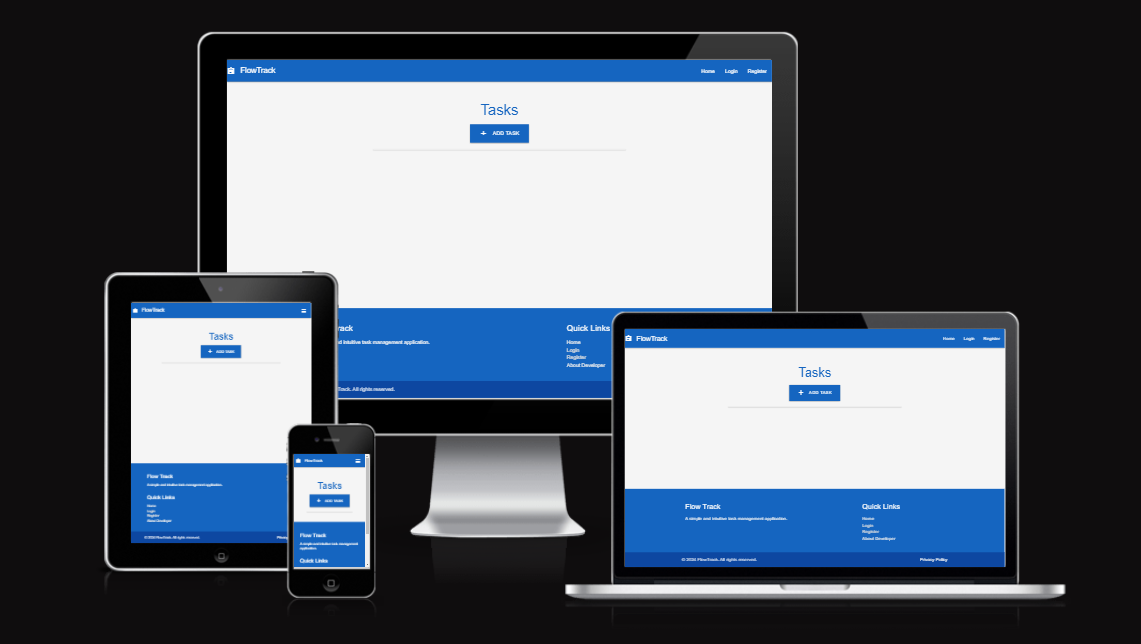 FlowTrack
Home Login Register
Tasks
+ ADD TASK
rack
Quick Links
nd Intuitive task management application.
Home
Login
Register
About Developer
Track. All rights reserved.
FlowTrack
Tasks
+ ADD TASK
Flow Track
A simple and intuitive task management application.
Quick Links
Home
Login
Register
About Developer
© 2024 FlowTrack. All rights reserved.
Privacy
FlowTrack
Tasks
+ ADD TASK
Flow Track
A simple and intuitive task management
application.
Quick Links
FlowTrack
Home Login Register
Tasks
+ ADD TASK
Flow Track
Quick Links
A simple and intuitive task management application.
Home
Login
Register
About Developer
© 2024 FlowTrack. All rights reserved.
Privacy Policy